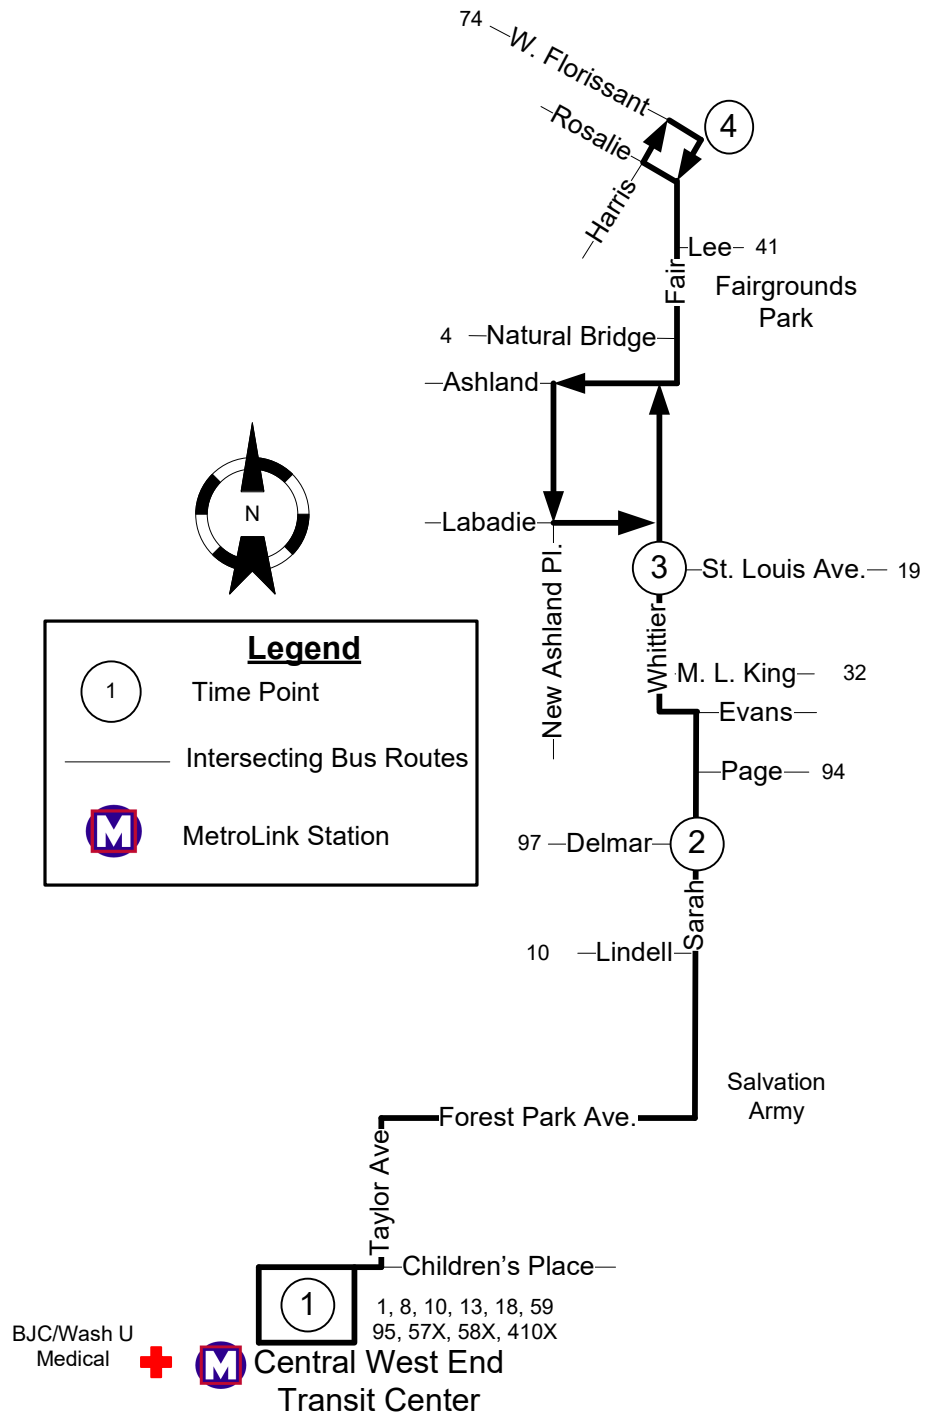 74
W. Florissant
4
Rosalie
Harris
Lee
41
Fair
Fairgrounds
Park
4
Natural Bridge
Ashland
N
Labadie
3
St. Louis Ave.
19
New Ashland Pl.
Whittier
Legend
1
Time Point
M. L. King
32
Evans
Intersecting Bus Routes
Page
94
M
MetroLink Station
97
Delmar
2
Sarah
10
Lindell
Salvation
Army
Forest Park Ave.
Taylor Ave
Children's Place
1
1, 8, 10, 13, 18, 59
95, 57X, 58X, 410X
BJC/Wash U
Medical
M
Central West End
Transit Center